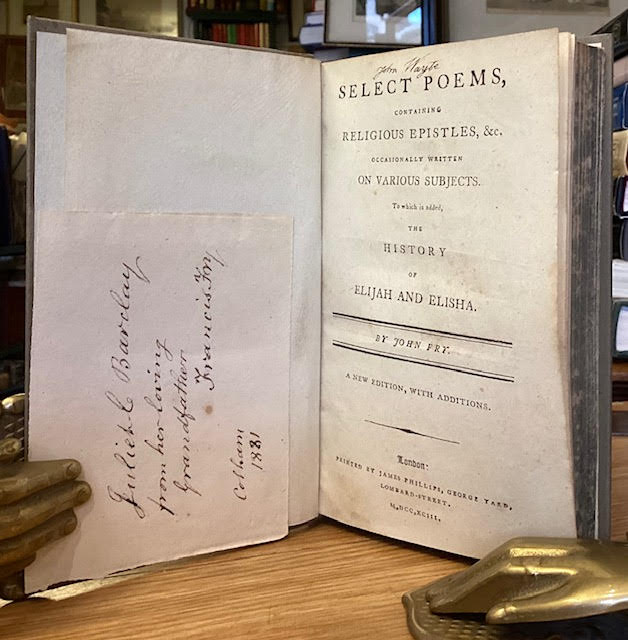 Juliet C Barclay
from her loving
Grandfather
Francis Fry
Cotham
1881
John Wayte
SELECT POEMS,
CONTAINING
RELIGIOUS EPISTLES, &c.
OCCASIONALLY WRITTEN
ON VARIOUS SUBJECTS.
To which is added,
THE
HISTORY
OF
ELIJAH AND ELISHA.
BY JOHN FRY.
A NEW EDITION, WITH ADDITIONS.
London:
PRINTED BY JAMES PHILLIPS, GEORGE YARD,
LOMBARD-STREET.
M,DCC,XCIII.